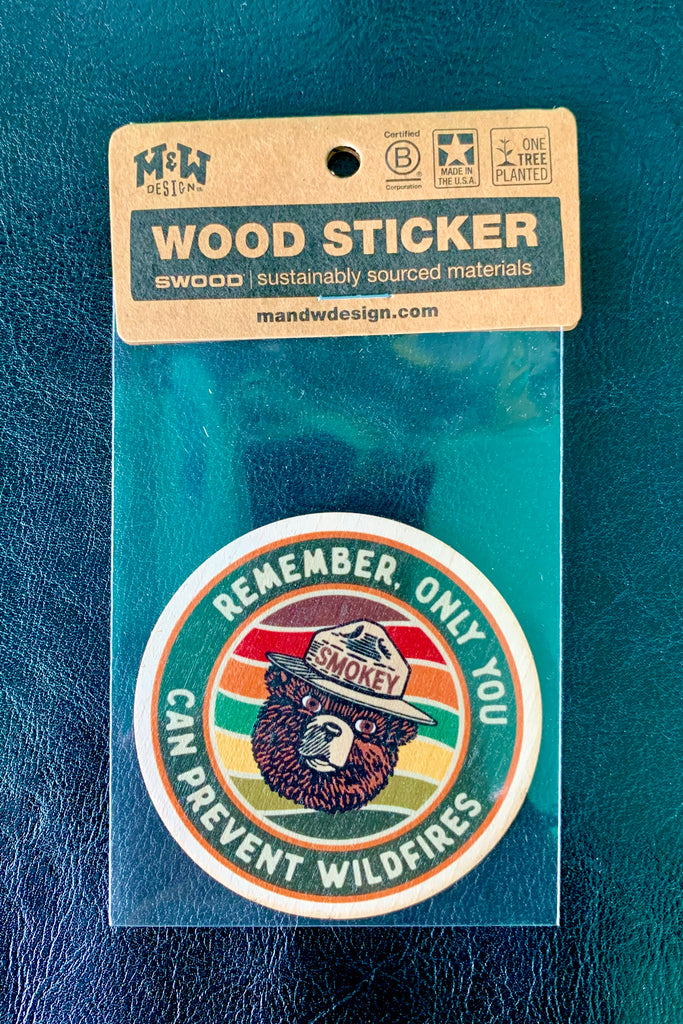 M&W
DESIGN CO.
Certified
B
Corporation
MADE IN
THE U.S.A.
ONE
TREE
PLANTED
WOOD STICKER
SWOOD | sustainably sourced materials
mandwdesign.com
REMEMBER, ONLY YOU
SMOKEY
CAN PREVENT WILDFIRES